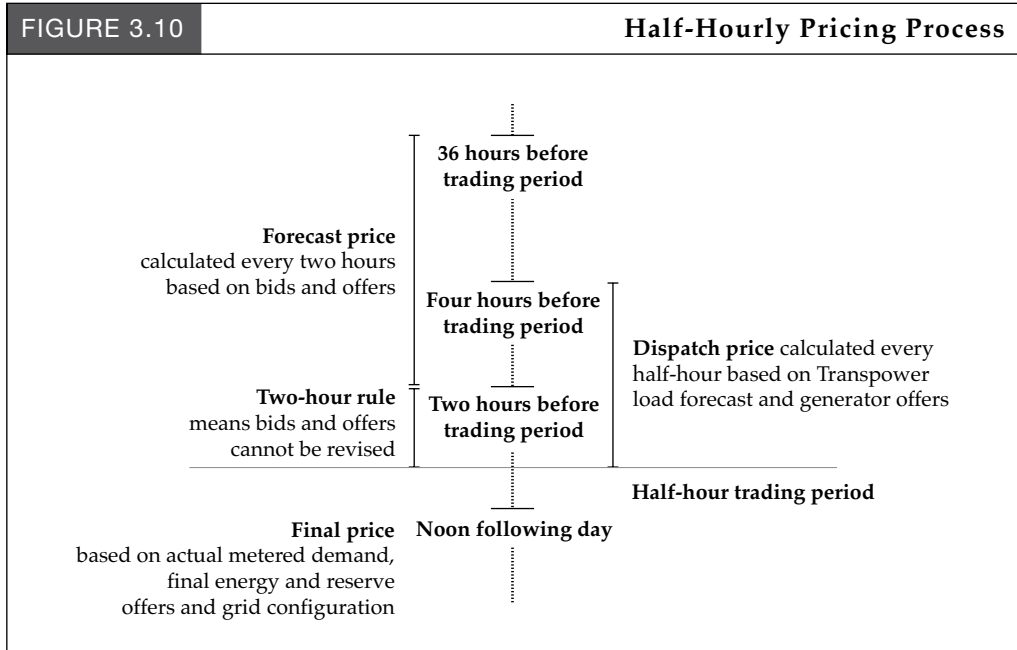 FIGURE 3.10
Half-Hourly Pricing Process
36 hours before
trading period
Forecast price
calculated every two hours
based on bids and offers
Four hours before
trading period
Dispatch price calculated every
half-hour based on Transpower
load forecast and generator offers
Two-hour rule
means bids and offers
cannot be revised
Two hours before
trading period
Half-hour trading period
Final price
based on actual metered demand,
final energy and reserve
offers and grid configuration
Noon following day